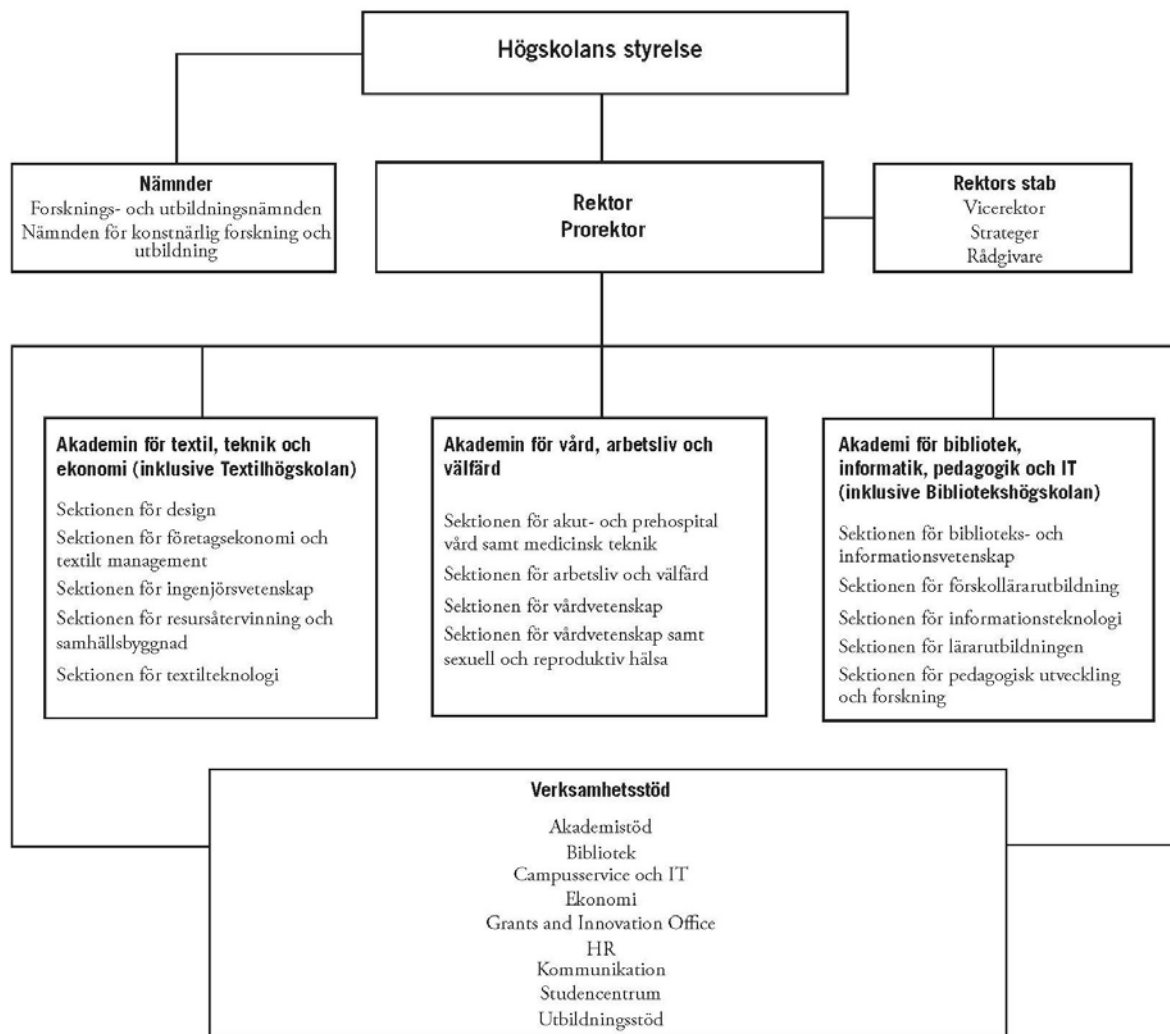 Högskolans styrelse
Nämnder
Forsknings- och utbildningsnämnden
Nämnden för konstnärlig forskning och
utbildning
Rektor
Prorektor
Rektors stab
Vicerektor
Strateger
Rådgivare
Akademin för textil, teknik och
ekonomi (inklusive Textilhögskolan)
Sektionen för design
Sektionen för företagsekonomi och
textilt management
Sektionen för ingenjörsvetenskap
Sektionen för resursåtervinning och
samhällsbyggnad
Sektionen för textilteknologi
Akademin för vård, arbetsliv och
välfärd
Sektionen för akut- och prehospital
vård samt medicinsk teknik
Sektionen för arbetsliv och välfärd
Sektionen för vårdvetenskap
Sektionen för vårdvetenskap samt
sexuell och reproduktiv hälsa
Akademi för bibliotek,
informatik, pedagogik och IT
(inklusive Bibliotekshögskolan)
Sektionen för biblioteks- och
informationsvetenskap
Sektionen för förskollärarutbildning
Sektionen för informationsteknologi
Sektionen för lärarutbildningen
Sektionen för pedagogisk utveckling
och forskning
Verksamhetsstöd
Akademistöd
Bibliotek
Campusservice och IT
Ekonomi
Grants and Innovation Office
HR
Kommunikation
Studencentrum
Utbildningsstöd